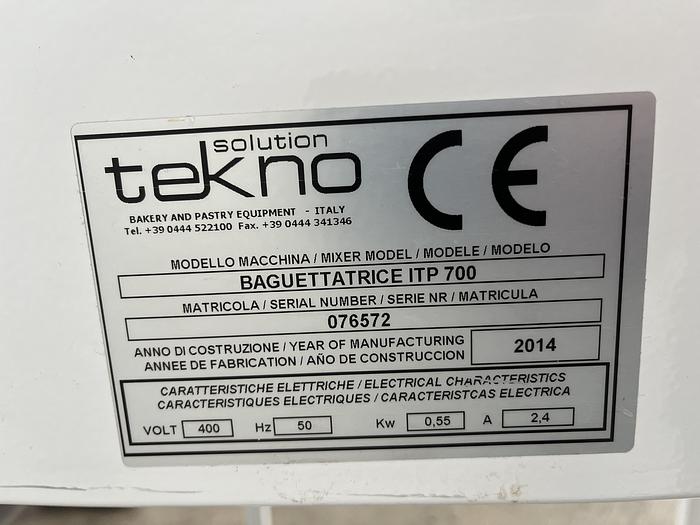 solution
tekno
BAKERY AND PASTRY EQUIPMENT - ITALY
Tel. +39 0444 522100 Fax. +39 0444 341346
CE
MODELLO MACCHINA / MIXER MODEL / MODELE / MODELO
BAGUETTATRICE ITP 700
MATRICOLA / SERIAL NUMBER / SERIE NR / MATRICULA
076572
ANNO DI COSTRUZIONE / YEAR OF MANUFACTURING
ANNEE DE FABRICATION / AÑO DE CONSTRUCCION
2014
CARATTERISTICHE ELETTRICHE / ELECTRICAL CHARACTERISTICS
CARACTERISTIQUES ELECTRIQUES / CARACTERISTCAS ELECTRICA
VOLT 400 Hz 50 Kw 0,55 A 2,4